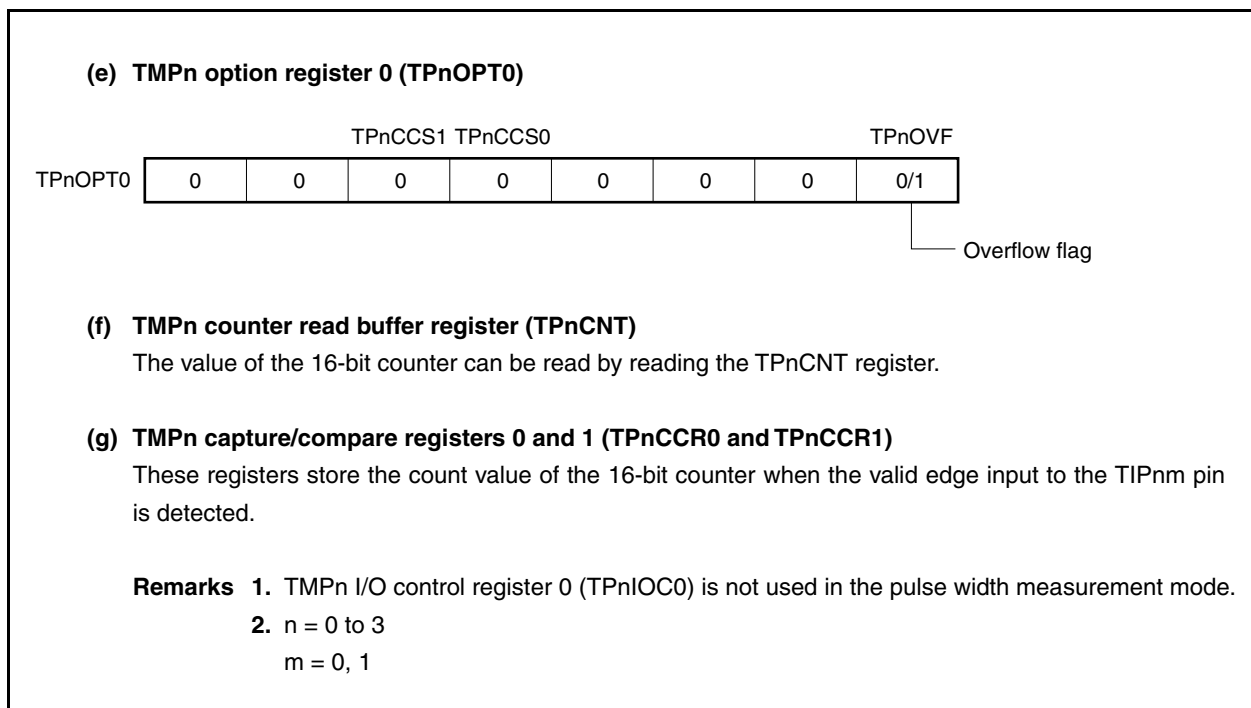 (e) TMPn option register 0 (TPnOPT0)
TPnCCS1 TPnCCS0 TPnOVF
TPnOPT0 0 0 0 0 0 0 0 0/1
Overflow flag
(f) TMPn counter read buffer register (TPnCNT)
The value of the 16-bit counter can be read by reading the TPnCNT register.
(g) TMPn capture/compare registers 0 and 1 (TPnCCR0 and TPnCCR1)
These registers store the count value of the 16-bit counter when the valid edge input to the TIPnm pin
is detected.
Remarks 1. TMPn I/O control register 0 (TPnIOC0) is not used in the pulse width measurement mode.
2. n = 0 to 3
m = 0, 1